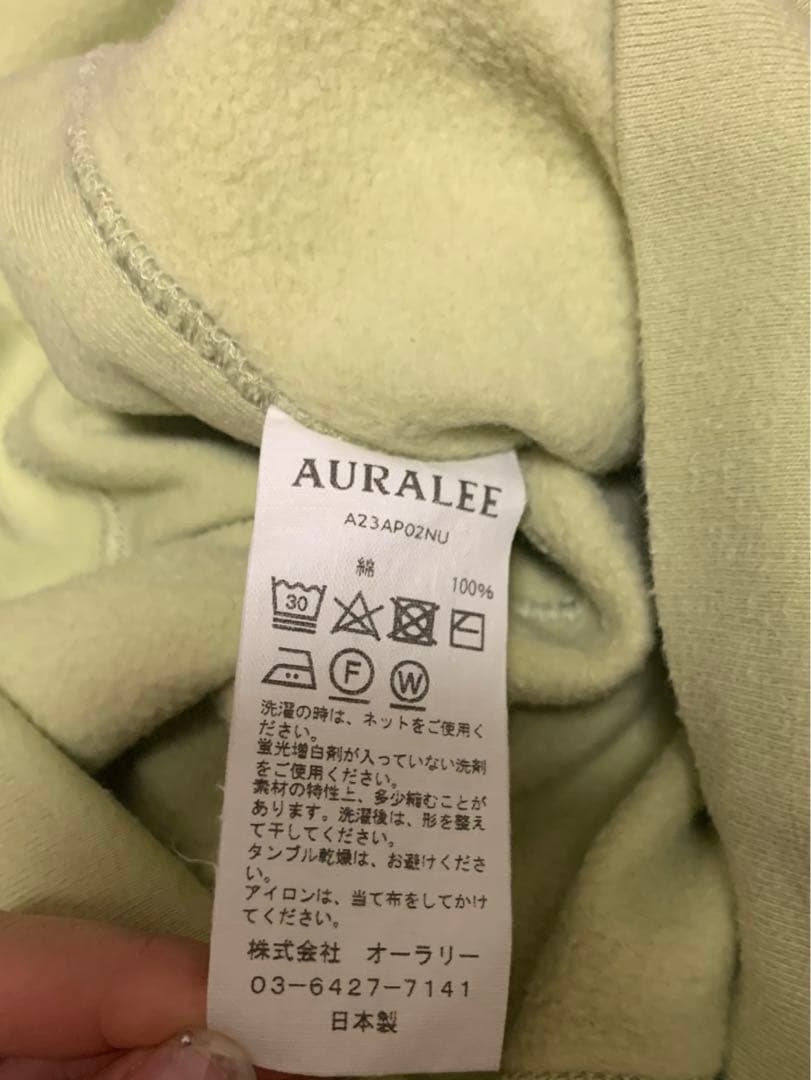 AURALEE
A23AP02NU
綿 100%
30
F W
洗濯の時は、ネットをご使用く
ださい。
蛍光増白剤が入っていない洗剤
をご使用ください。
素材の特性上、多少縮むことが
あります。洗濯後は、形を整え
て干してください。
タンブル乾燥は、お避けくださ
い。
アイロンは、当て布をしてかけ
てください。
株式会社 オーラリー
03-6427-7141
日本製